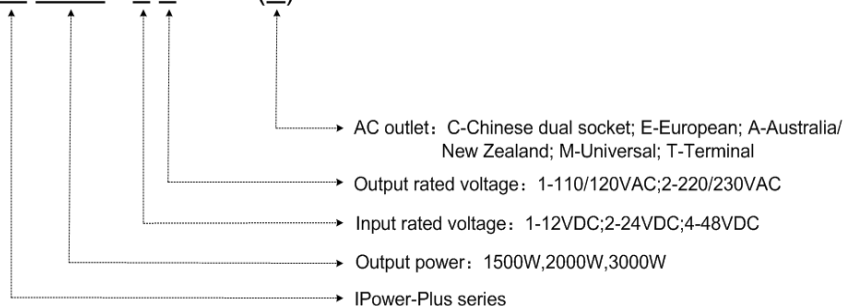 AC outlet：C-Chinese dual socket; E-European; A-Australia/
New Zealand; M-Universal; T-Terminal
Output rated voltage：1-110/120VAC;2-220/230VAC
Input rated voltage：1-12VDC;2-24VDC;4-48VDC
Output power：1500W,2000W,3000W
IPower-Plus series